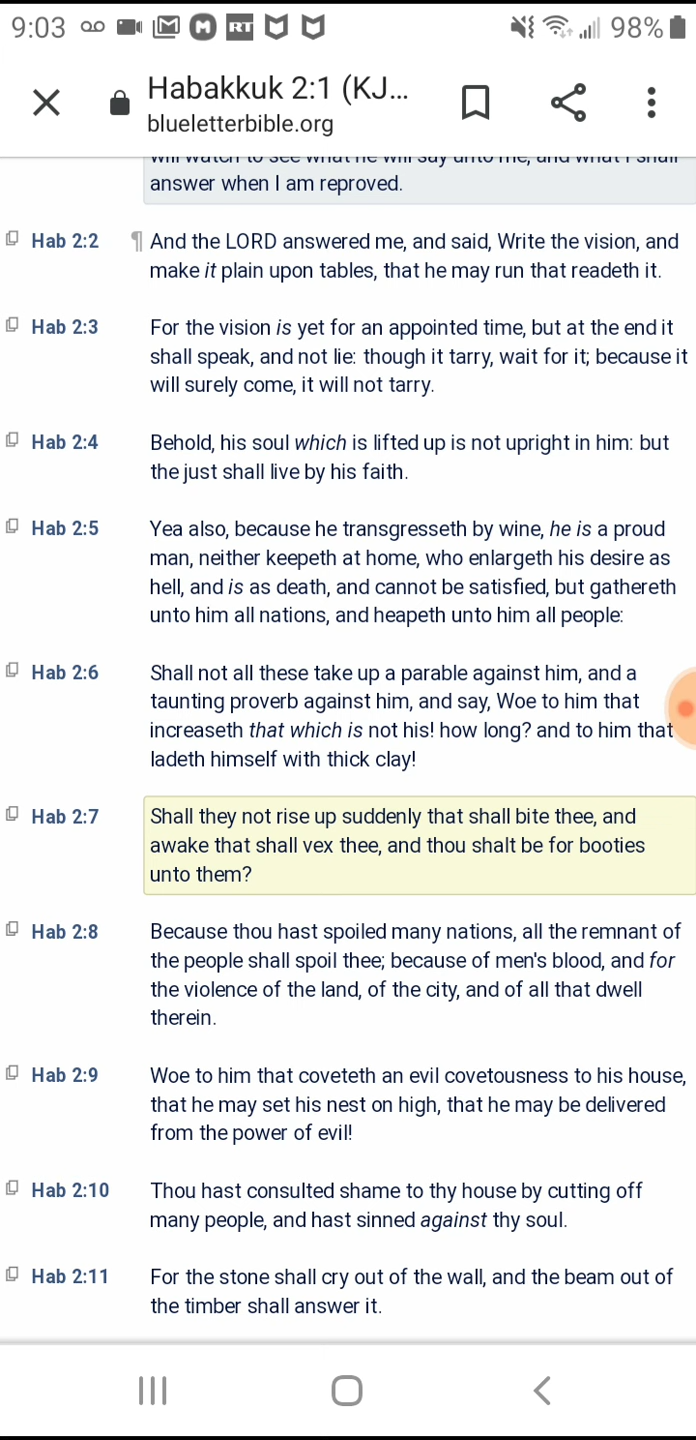 9:03
RT
98%
Habakkuk 2:1 (KJ...
blueletterbible.org
will watch to see what he will say unto me, and what I shall
answer when I am reproved.
Hab 2:2 ¶ And the LORD answered me, and said, Write the vision, and
make it plain upon tables, that he may run that readeth it.
Hab 2:3 For the vision is yet for an appointed time, but at the end it
shall speak, and not lie: though it tarry, wait for it; because it
will surely come, it will not tarry.
Hab 2:4 Behold, his soul which is lifted up is not upright in him: but
the just shall live by his faith.
Hab 2:5 Yea also, because he transgresseth by wine, he is a proud
man, neither keepeth at home, who enlargeth his desire as
hell, and is as death, and cannot be satisfied, but gathereth
unto him all nations, and heapeth unto him all people:
Hab 2:6 Shall not all these take up a parable against him, and a
taunting proverb against him, and say, Woe to him that
increaseth that which is not his! how long? and to him that
ladeth himself with thick clay!
Hab 2:7 Shall they not rise up suddenly that shall bite thee, and
awake that shall vex thee, and thou shalt be for booties
unto them?
Hab 2:8 Because thou hast spoiled many nations, all the remnant of
the people shall spoil thee; because of men's blood, and for
the violence of the land, of the city, and of all that dwell
therein.
Hab 2:9 Woe to him that coveteth an evil covetousness to his house,
that he may set his nest on high, that he may be delivered
from the power of evil!
Hab 2:10 Thou hast consulted shame to thy house by cutting off
many people, and hast sinned against thy soul.
Hab 2:11 For the stone shall cry out of the wall, and the beam out of
the timber shall answer it.